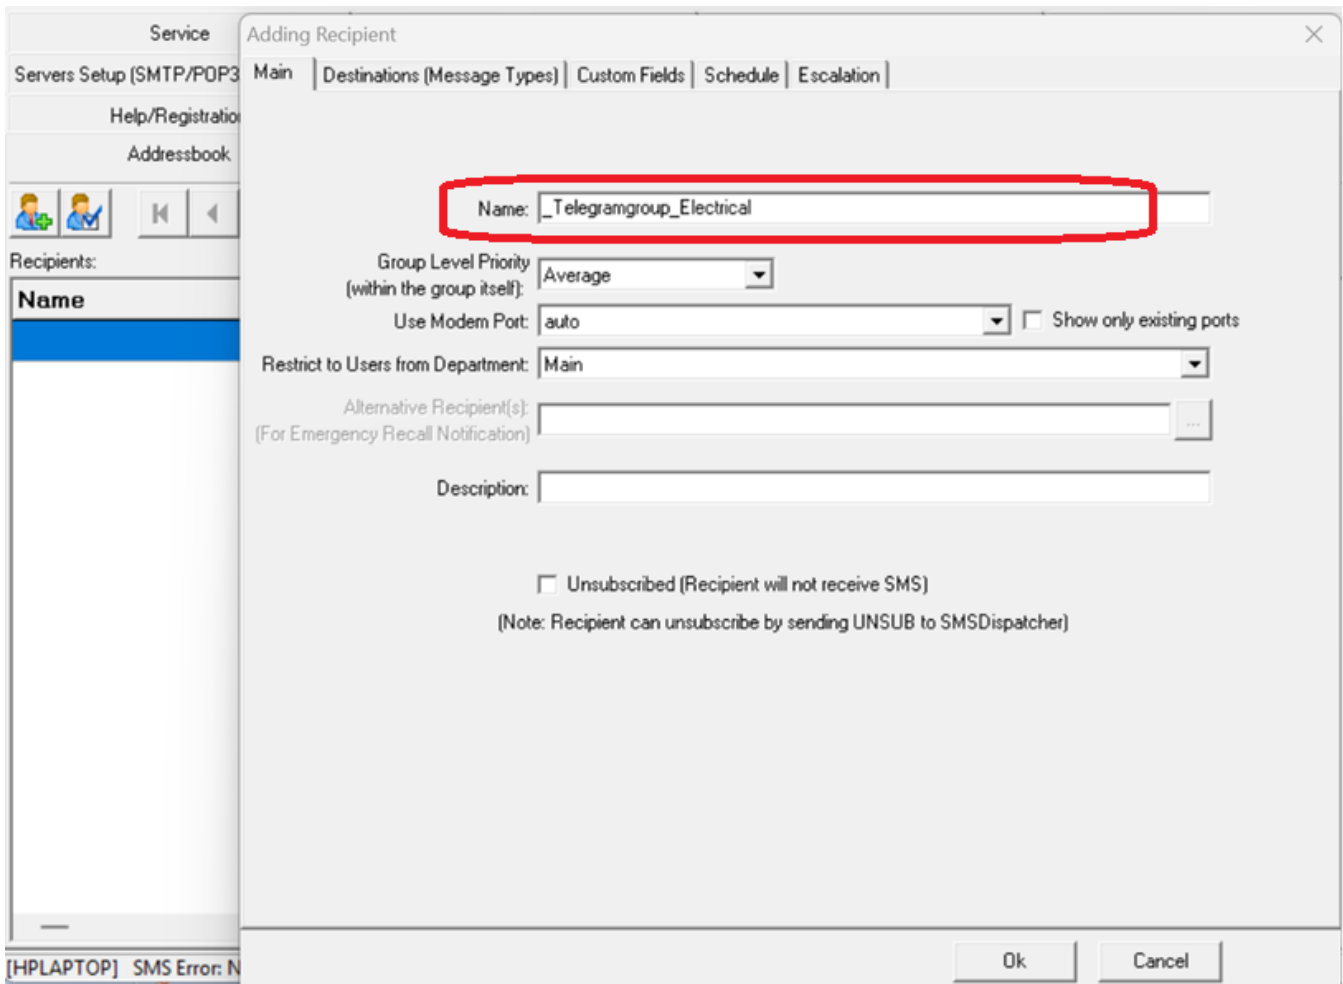 Service
Servers Setup (SMTP/POP3
Help/Registration
Addressbook
Recipients:
Name
[HPLAPTOP] SMS Error: N
Adding Recipient
Main
Destinations (Message Types)
Custom Fields
Schedule
Escalation
Name: _Telegramgroup_Electrical
Group Level Priority
(within the group itself): Average
Use Modem Port: auto
Show only existing ports
Restrict to Users from Department: Main
Alternative Recipient(s):
(For Emergency Recall Notification)
...
Description:
Unsubscribed (Recipient will not receive SMS)
(Note: Recipient can unsubscribe by sending UNSUB to SMSDispatcher)
Ok
Cancel